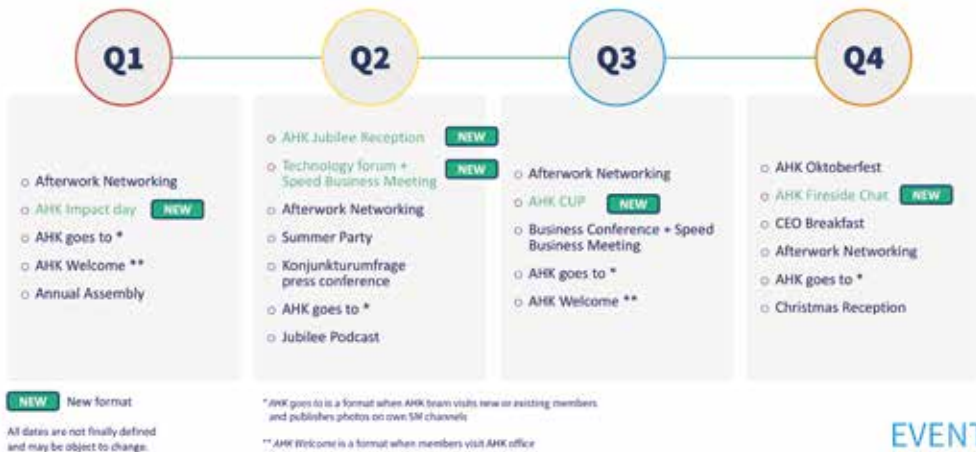 Q1
Q2
Q3
Q4
Afterwork Networking
AHK Impact day NEW
AHK goes to *
AHK Welcome **
Annual Assembly
AHK Jubilee Reception NEW
Technology forum + NEW
Speed Business Meeting
Afterwork Networking
Summer Party
Konjunkturumfrage
press conference
AHK goes to *
Jubilee Podcast
Afterwork Networking
AHK CUP NEW
Business Conference + Speed
Business Meeting
AHK goes to *
AHK Welcome **
AHK Oktoberfest
AHK Fireside Chat NEW
CEO Breakfast
Afterwork Networking
AHK goes to *
Christmas Reception
NEW New format
All dates are not finally defined
and may be object to change.
* AHK goes to is a format when AHK team visits new or existing members
and publishes photos on own SM channels
** AHK Welcome is a format when members visit AHK office
EVENT